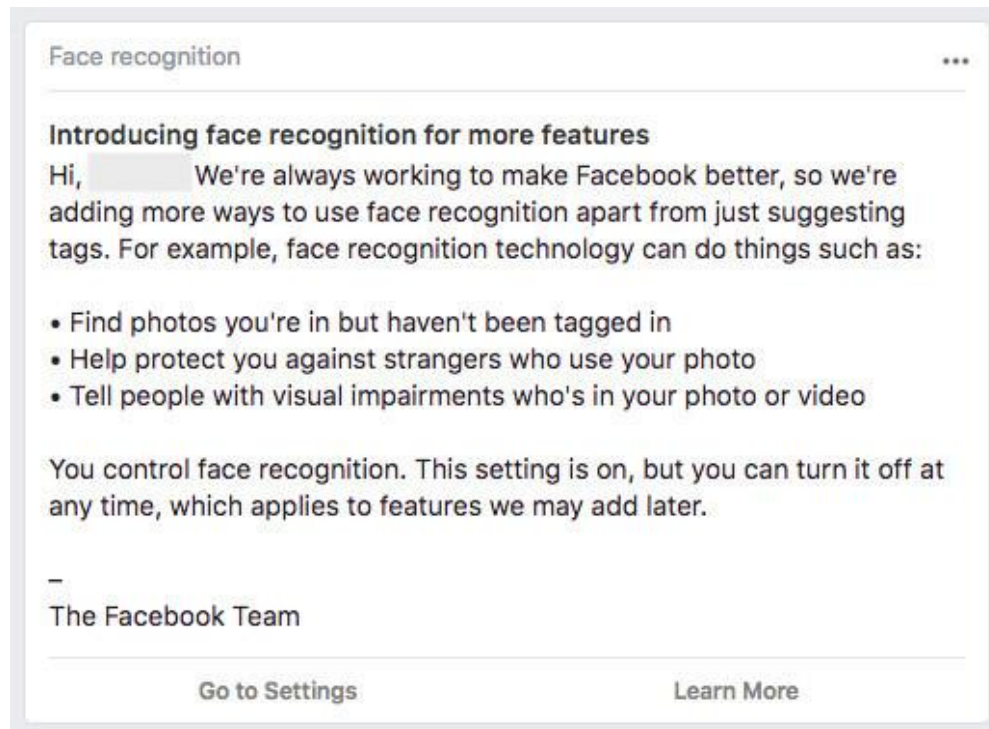 Face recognition
Introducing face recognition for more features
Hi, We're always working to make Facebook better, so we're
adding more ways to use face recognition apart from just suggesting
tags. For example, face recognition technology can do things such as:
• Find photos you're in but haven't been tagged in
• Help protect you against strangers who use your photo
• Tell people with visual impairments who's in your photo or video
You control face recognition. This setting is on, but you can turn it off at
any time, which applies to features we may add later.
–
The Facebook Team
Go to Settings Learn More